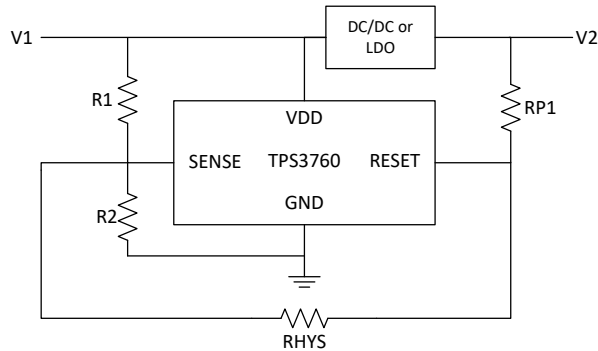 DC/DC or
LDO
V1
V2
R1
RP1
VDD
SENSE TPS3760 RESET
R2
GND
RHYS